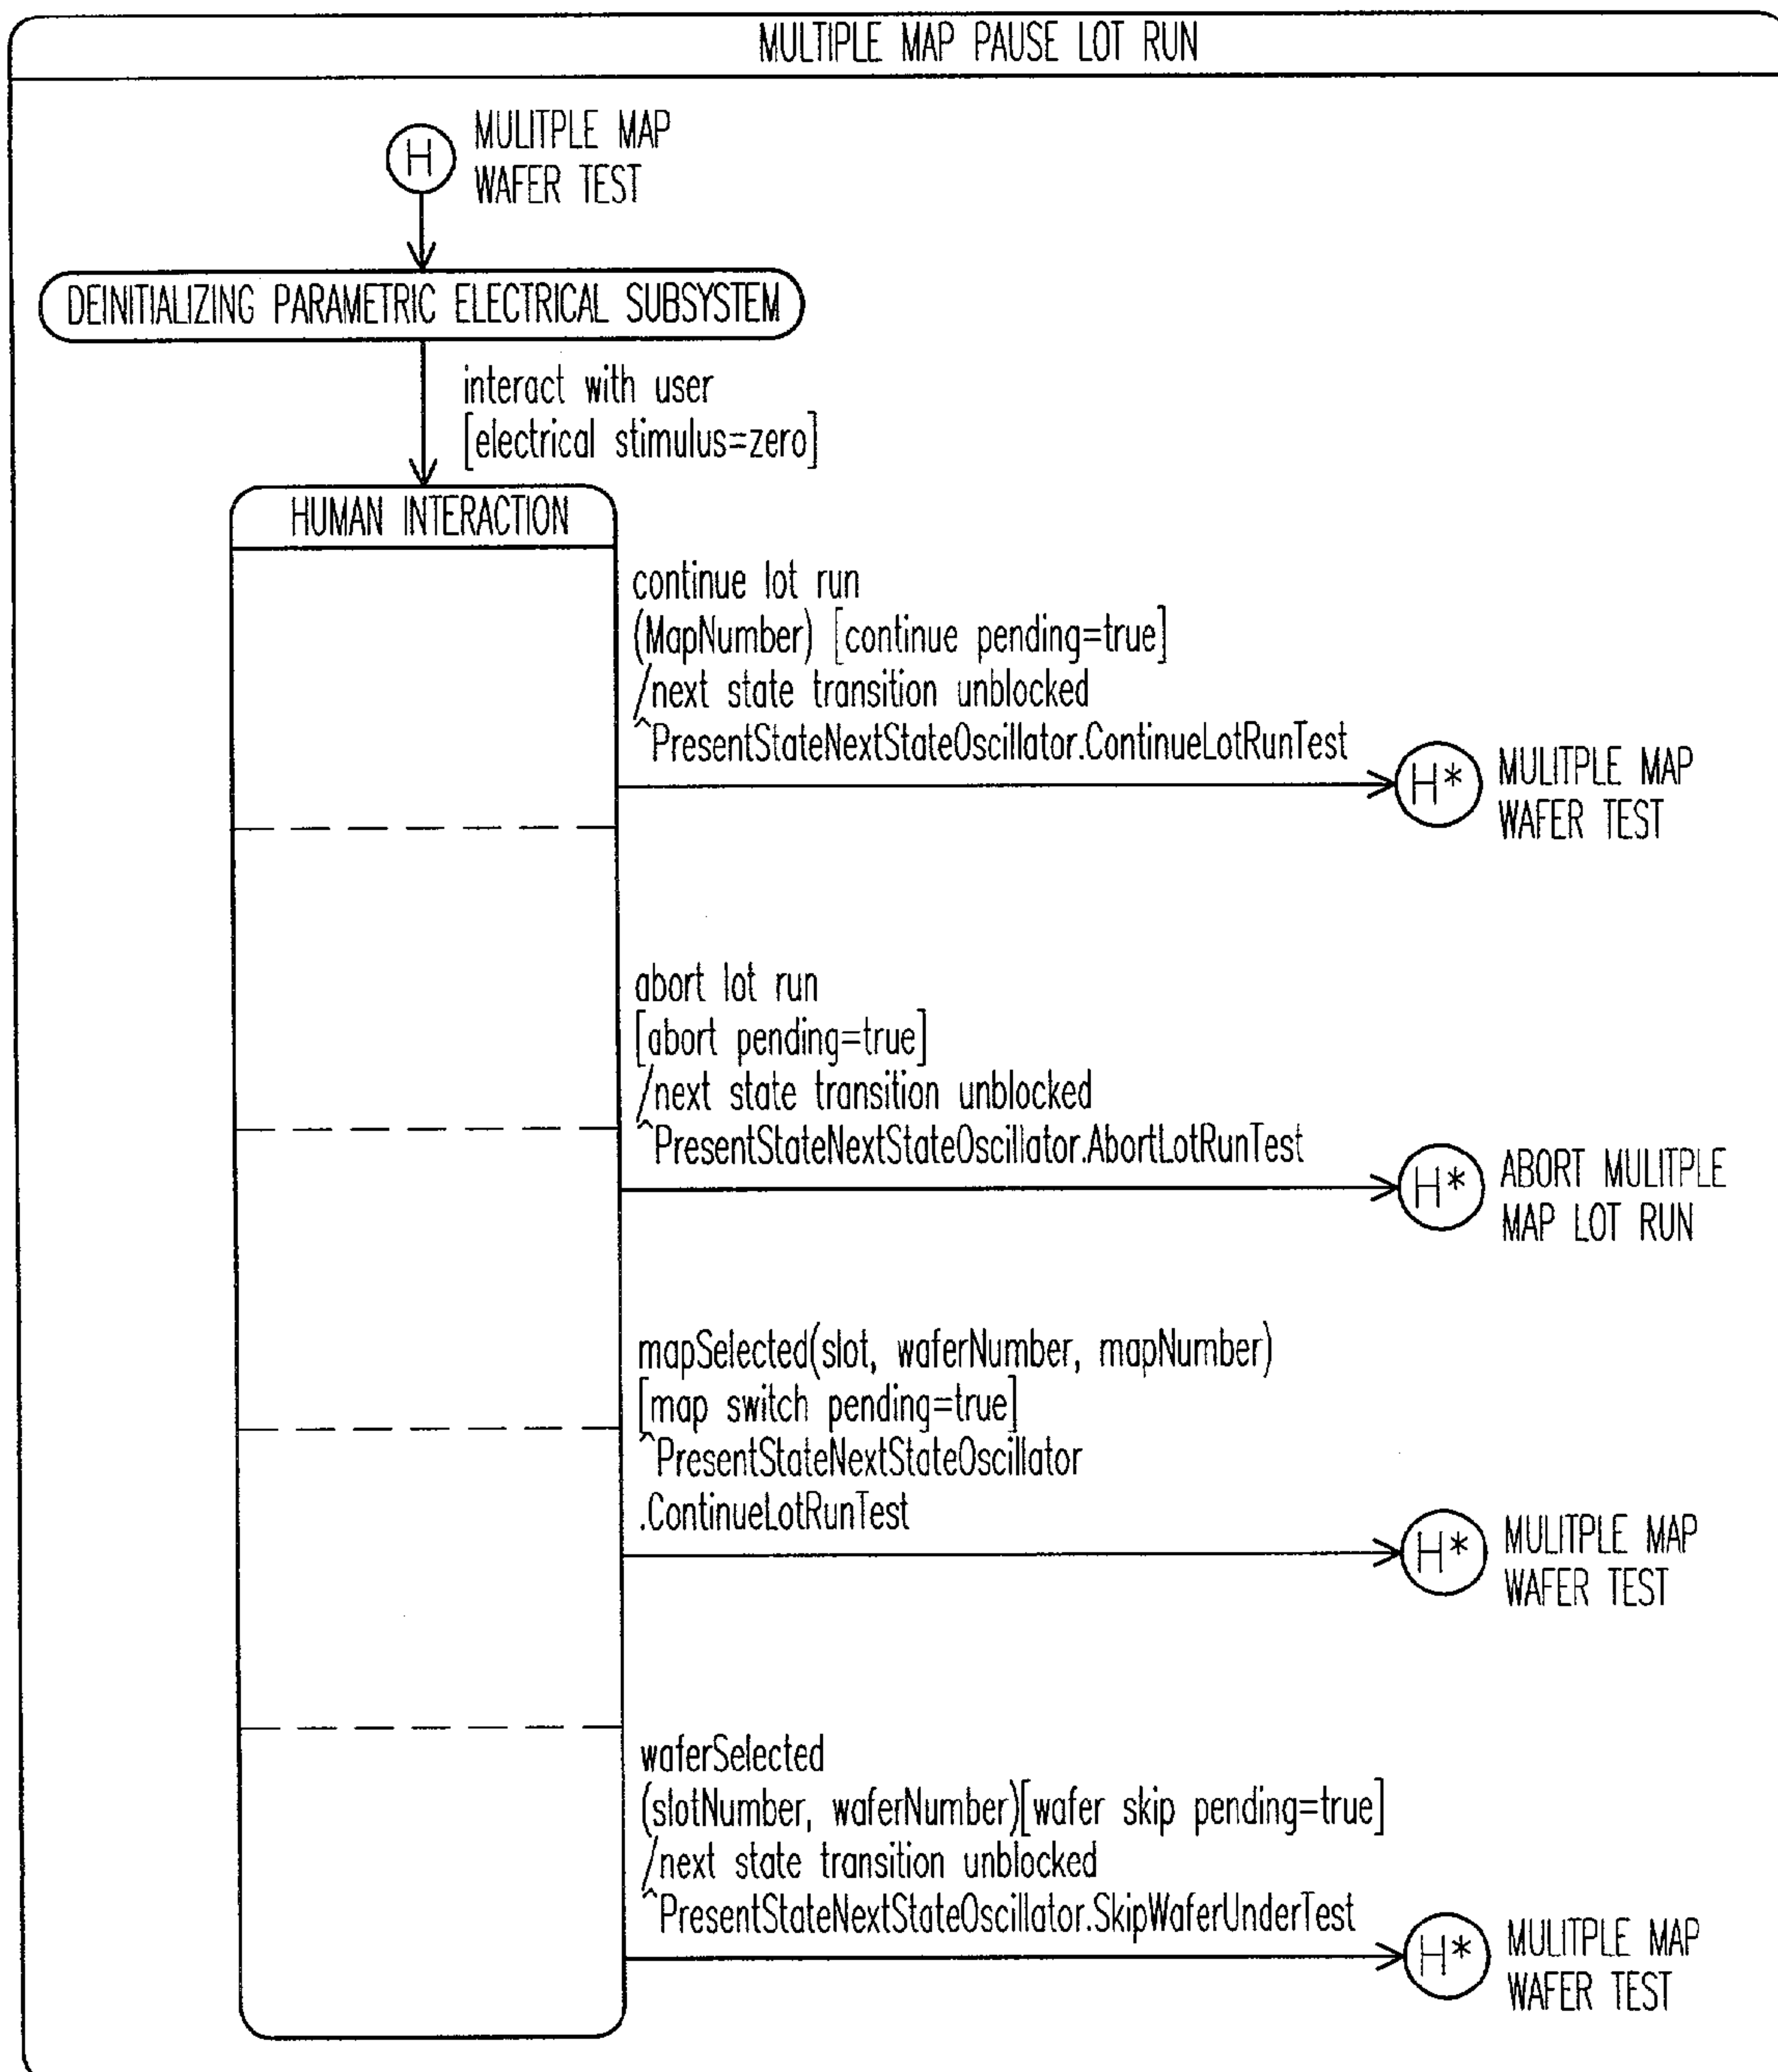 MULTIPLE MAP PAUSE LOT RUN
H
MULITPLE MAP
WAFER TEST
DEINITIALIZING PARAMETRIC ELECTRICAL SUBSYSTEM
interact with user
[electrical stimulus=zero]
HUMAN INTERACTION
continue lot run
(MapNumber) [continue pending=true]
/next state transition unblocked
^PresentStateNextStateOscillator.ContinueLotRunTest
H*
MULITPLE MAP
WAFER TEST
abort lot run
[abort pending=true]
/next state transition unblocked
^PresentStateNextStateOscillator.AbortLotRunTest
H*
ABORT MULITPLE
MAP LOT RUN
mapSelected(slot, waferNumber, mapNumber)
[map switch pending=true]
^PresentStateNextStateOscillator
.ContinueLotRunTest
H*
MULITPLE MAP
WAFER TEST
waferSelected
(slotNumber, waferNumber)[wafer skip pending=true]
/next state transition unblocked
^PresentStateNextStateOscillator.SkipWaferUnderTest
H*
MULITPLE MAP
WAFER TEST